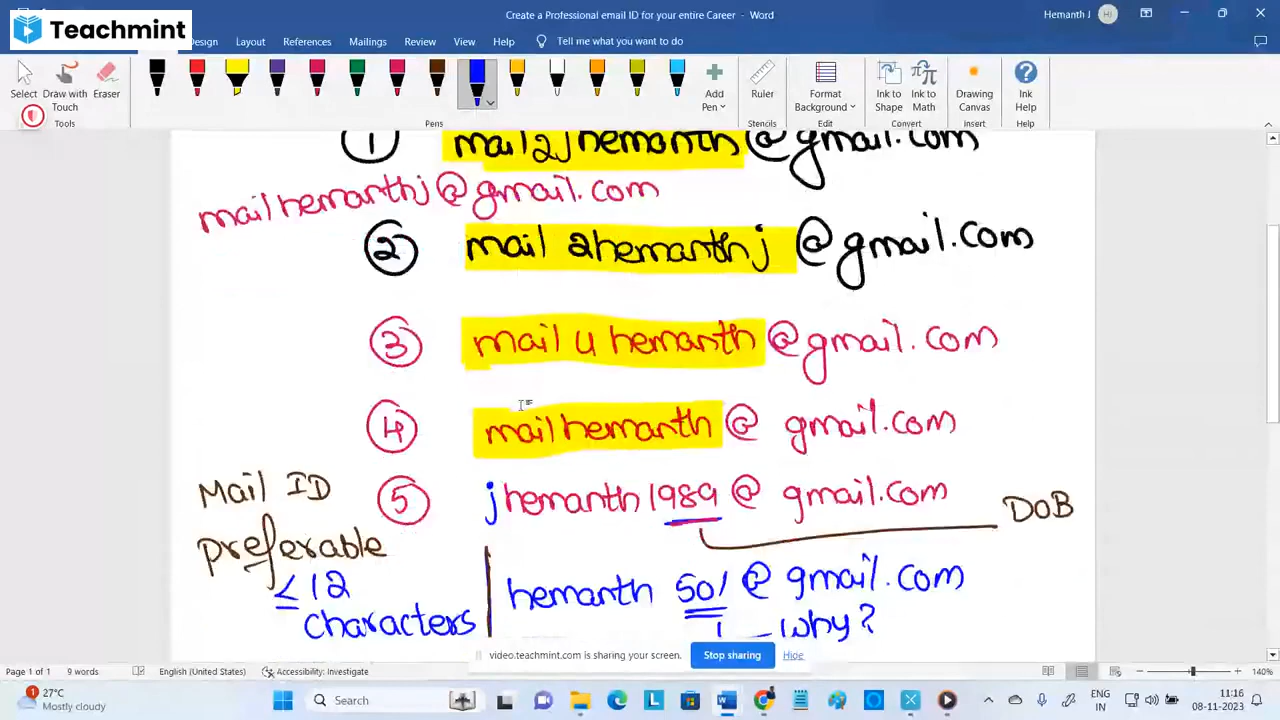 Teachmint
Create a Professional email ID for your entire Career - Word
Hemanth J
HJ
Design Layout References Mailings Review View Help Tell me what you want to do
Select Draw with Touch Eraser Add Pen Ruler Format Background Ink to Shape Ink to Math Drawing Canvas Ink Help
Tools Pens Stencils Edit Convert Insert Help
1 mail2jhemanth@gmail.com
mailhemanthj@gmail.com
2 mail 2hemanthj @gmail.com
3 mail u hemanth@gmail.com
4 mailhemanth@ gmail.com
5 jhemanth1989@ gmail.com
DOB
Mail ID
preferable
≤12
characters
hemanth 501@ gmail.com
why?
video.teachmint.com is sharing your screen. Stop sharing Hide
Page 1 of 1 9 words English (United States) Accessibility: Investigate 140%
1 27°C
Mostly cloudy
Search
ENG
IN
11:16
08-11-2023